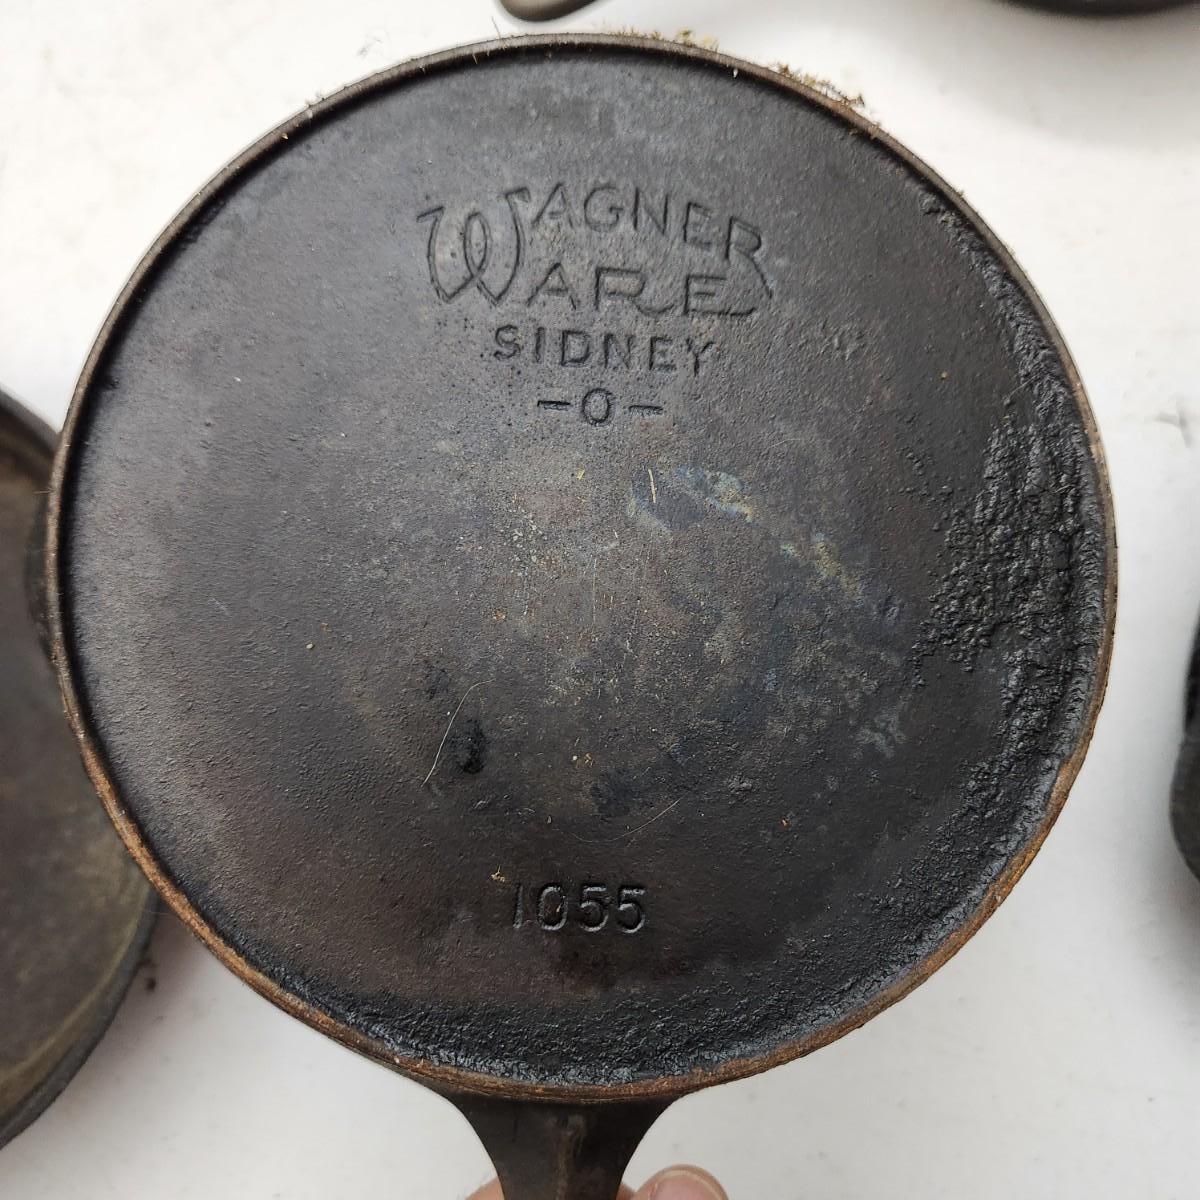 WAGNER
WARE
SIDNEY
-O-
1055